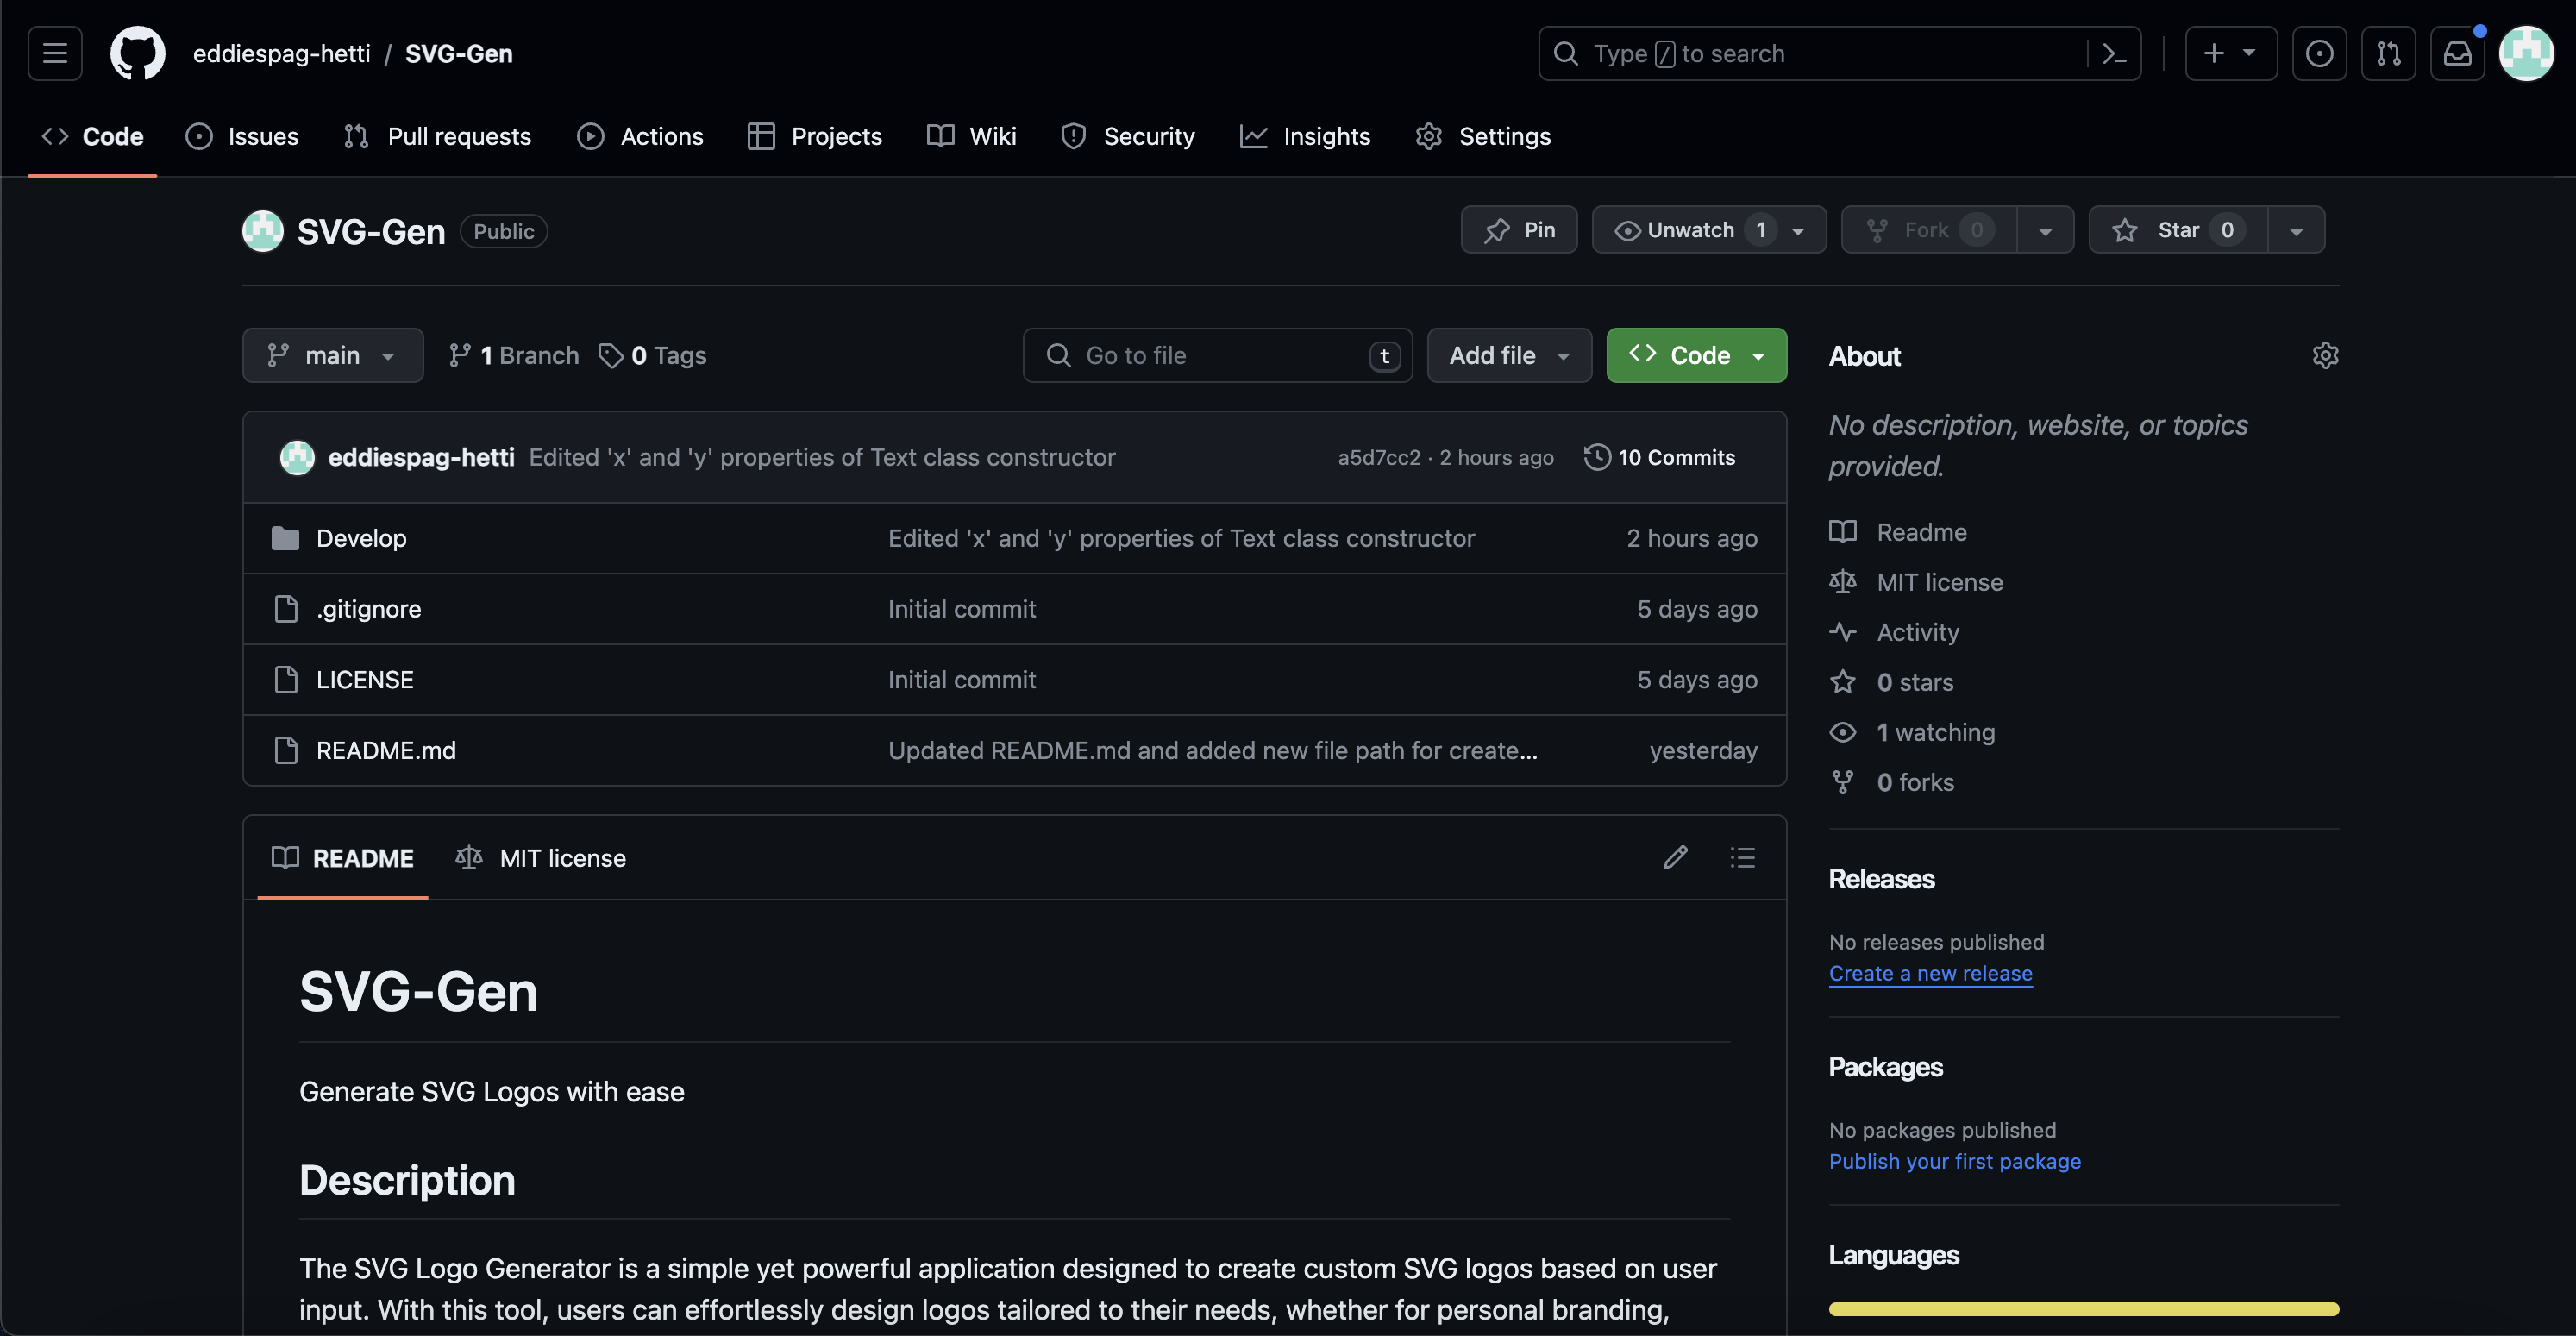 eddiespag-hetti / SVG-Gen
Type / to search
Code Issues Pull requests Actions Projects Wiki Security Insights Settings
SVG-Gen Public
Pin Unwatch 1 Fork 0 Star 0
main 1 Branch 0 Tags Go to file t Add file Code
eddiespag-hetti Edited 'x' and 'y' properties of Text class constructor a5d7cc2 · 2 hours ago 10 Commits
Develop Edited 'x' and 'y' properties of Text class constructor 2 hours ago
.gitignore Initial commit 5 days ago
LICENSE Initial commit 5 days ago
README.md Updated README.md and added new file path for create... yesterday
README MIT license
SVG-Gen
Generate SVG Logos with ease
Description
The SVG Logo Generator is a simple yet powerful application designed to create custom SVG logos based on user
input. With this tool, users can effortlessly design logos tailored to their needs, whether for personal branding,
About
No description, website, or topics
provided.
Readme
MIT license
Activity
0 stars
1 watching
0 forks
Releases
No releases published
Create a new release
Packages
No packages published
Publish your first package
Languages